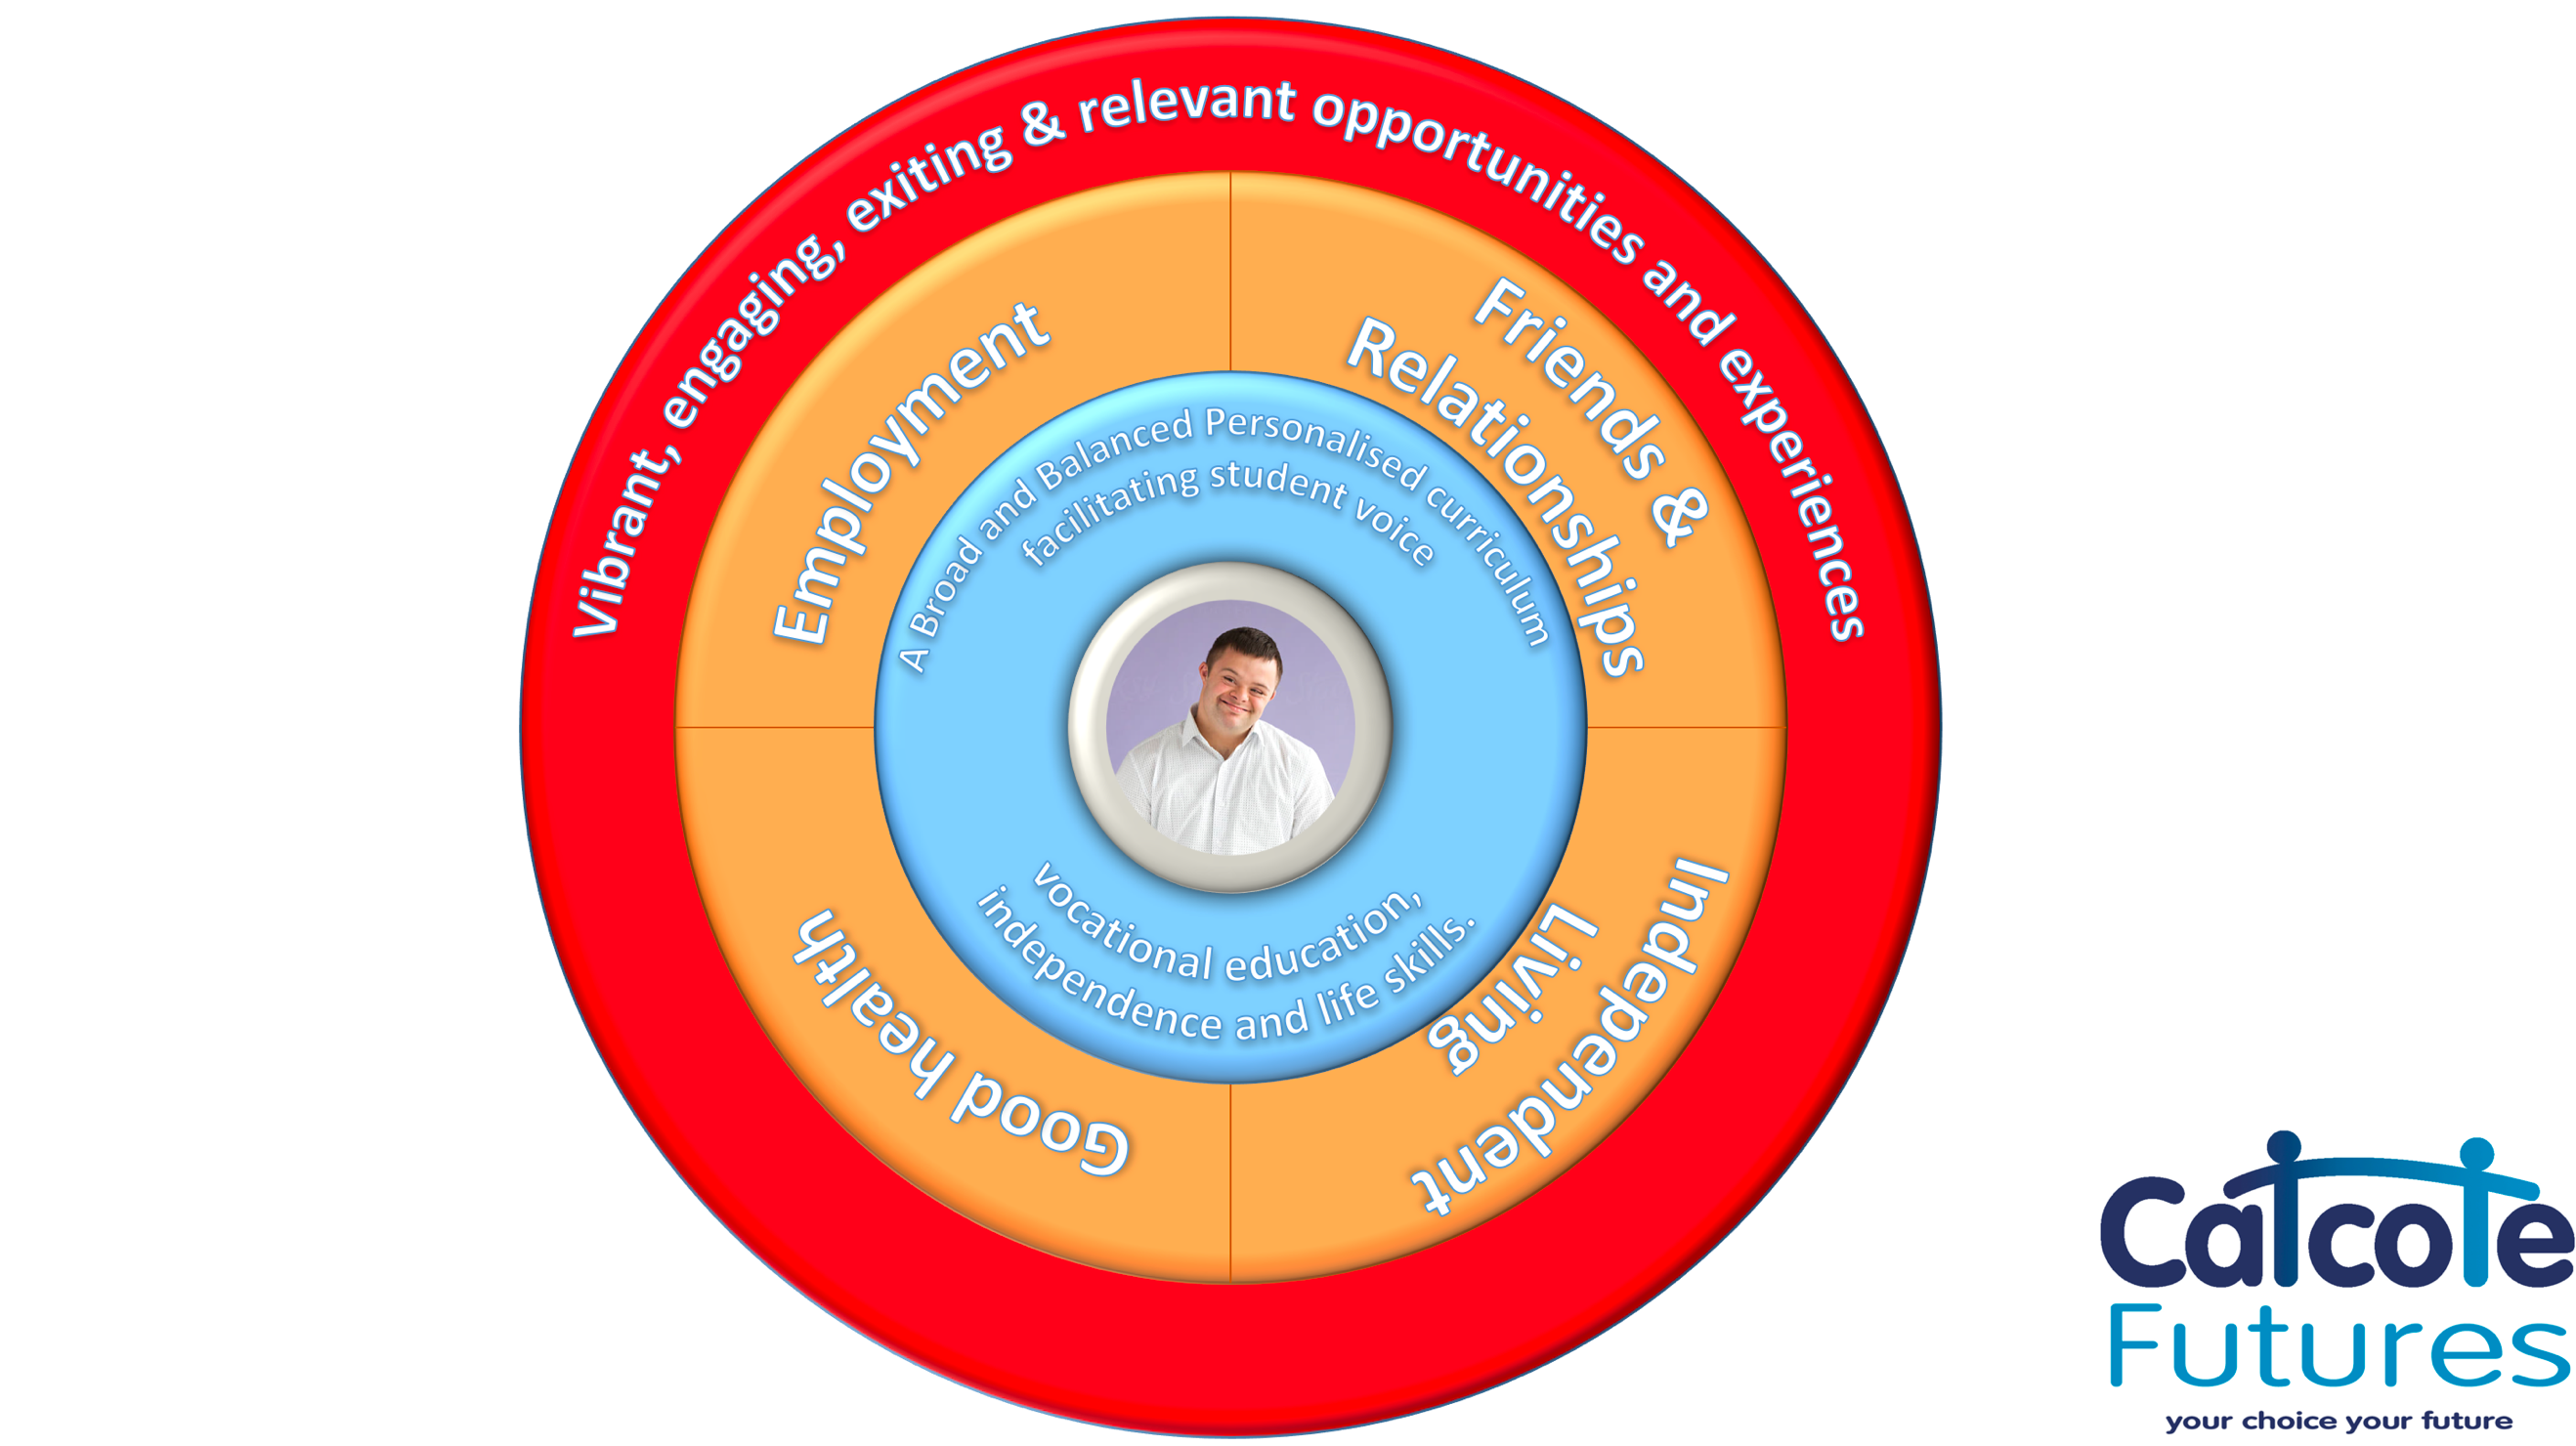 Vibrant, engaging, exiting & relevant opportunities and experiences
Employment
Friends &
Relationships
A Broad and Balanced Personalised curriculum
facilitating student voice
vocational education,
independence and life skills.
Good health
Independent
Living
Catcote
Futures
your choice your future